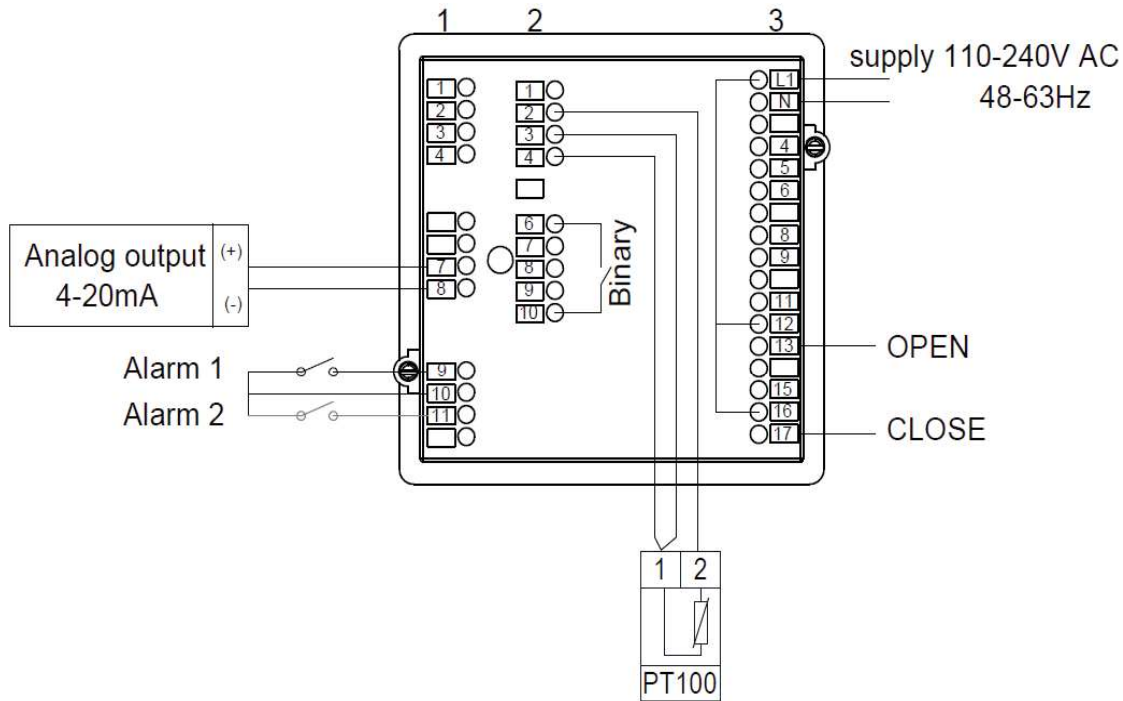 1 2 3
supply 110-240V AC
48-63Hz
1 1 L1
2 2 N
3 3
4 4 4
5
6
6
7 8
8 9
9
10 11
12
13 OPEN
15
16
17 CLOSE
Binary
Analog output (+) 7
4-20mA (-) 8
Alarm 1 9
10
Alarm 2 11
1 2
PT100